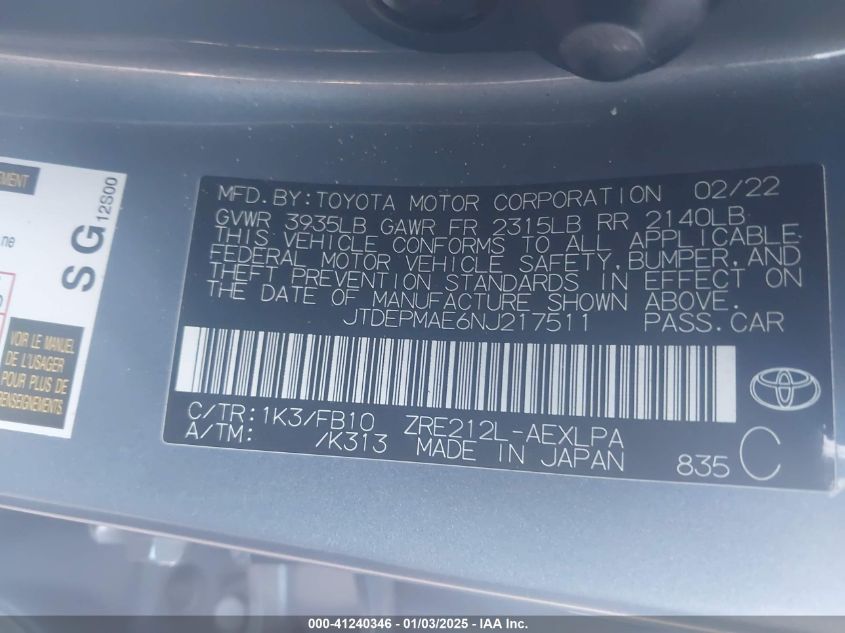 EMENT
SG 12S00
ne
VOIR LE MANUEL
DE L'USAGER
POUR PLUS DE
RENSEIGNEMENTS
MFD.BY:TOYOTA MOTOR CORPORATION 02/22
GVWR 3935LB GAWR FR 2315LB RR 2140LB
THIS VEHICLE CONFORMS TO ALL APPLICABLE
FEDERAL MOTOR VEHICLE SAFETY,BUMPER,AND
THEFT PREVENTION STANDARDS IN EFFECT ON
THE DATE OF MANUFACTURE SHOWN ABOVE.
JTDEPMAE6NJ217511 PASS.CAR
C/TR:1K3/FB10 ZRE212L-AEXLPA
A/TM: /K313 MADE IN JAPAN 835 C
000-41240346 - 01/03/2025 - IAA Inc.